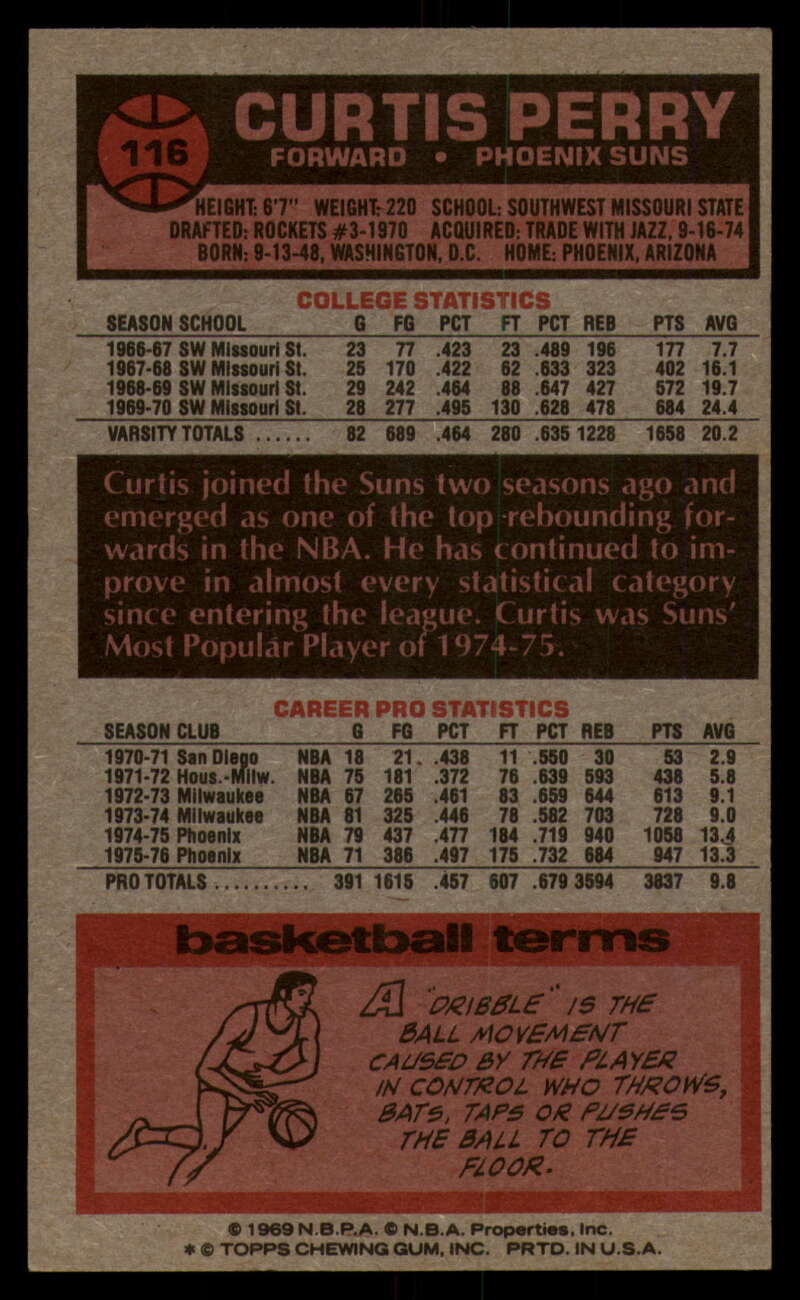 116
CURTIS PERRY
FORWARD • PHOENIX SUNS
HEIGHT: 6'7" WEIGHT: 220 SCHOOL: SOUTHWEST MISSOURI STATE
DRAFTED: ROCKETS #3-1970 ACQUIRED: TRADE WITH JAZZ, 9-16-74
BORN: 9-13-48, WASHINGTON, D.C. HOME: PHOENIX, ARIZONA
COLLEGE STATISTICS
SEASON SCHOOL G FG PCT FT PCT REB PTS AVG
1966-67 SW Missouri St. 23 77 .423 23 .489 196 177 7.7
1967-68 SW Missouri St. 25 170 .422 62 .633 323 402 16.1
1968-69 SW Missouri St. 29 242 .464 88 .647 427 572 19.7
1969-70 SW Missouri St. 28 277 .495 130 .628 478 684 24.4
VARSITY TOTALS ...... 82 689 .464 280 .635 1228 1658 20.2
Curtis joined the Suns two seasons ago and
emerged as one of the top rebounding for-
wards in the NBA. He has continued to im-
prove in almost every statistical category
since entering the league. Curtis was Suns'
Most Popular Player of 1974-75.
CAREER PRO STATISTICS
SEASON CLUB G FG PCT FT PCT REB PTS AVG
1970-71 San Diego NBA 18 21 .438 11 .550 30 53 2.9
1971-72 Hous.-Milw. NBA 75 181 .372 76 .639 593 438 5.8
1972-73 Milwaukee NBA 67 265 .461 83 .659 644 613 9.1
1973-74 Milwaukee NBA 81 325 .446 78 .582 703 728 9.0
1974-75 Phoenix NBA 79 437 .477 184 .719 940 1058 13.4
1975-76 Phoenix NBA 71 386 .497 175 .732 684 947 13.3
PRO TOTALS .......... 391 1615 .457 607 .679 3594 3837 9.8
basketball terms
A "DRIBBLE" IS THE
BALL MOVEMENT
CAUSED BY THE PLAYER
IN CONTROL WHO THROWS,
BATS, TAPS OR PUSHES
THE BALL TO THE
FLOOR.
© 1969 N.B.P.A. © N.B.A. Properties, Inc.
* © TOPPS CHEWING GUM, INC. PRTD. IN U.S.A.